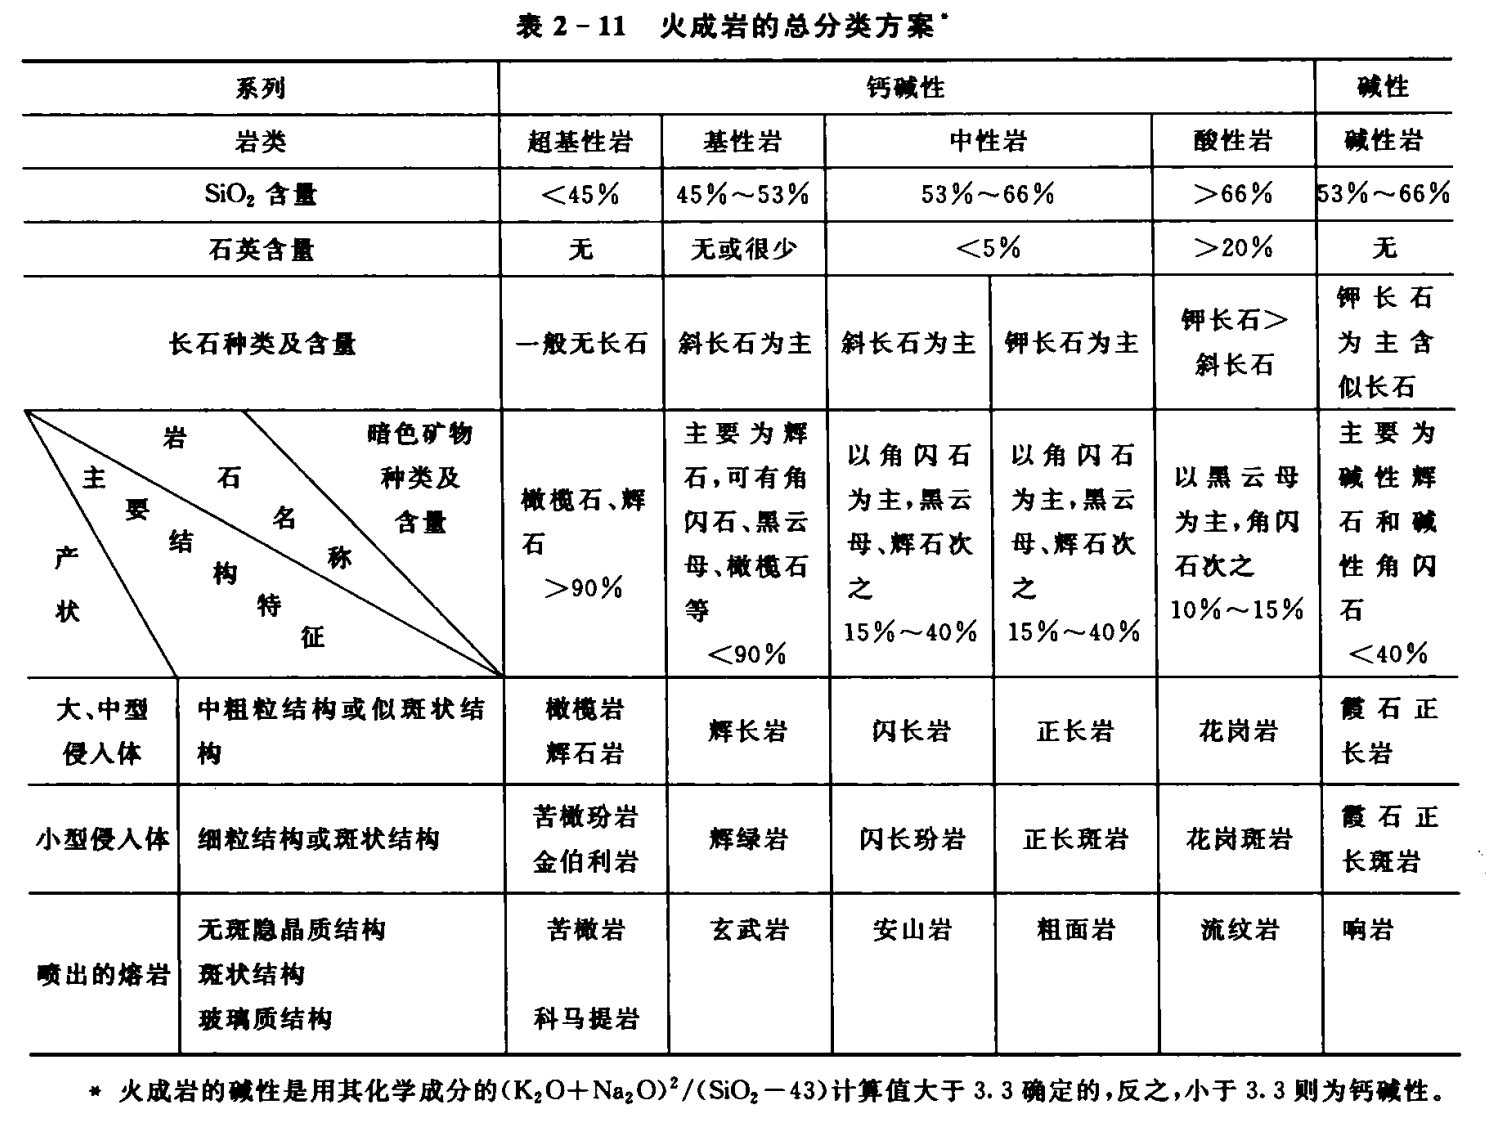 表 2-11 火成岩的总分类方案*
系列 钙碱性 碱性
岩类 超基性岩 基性岩 中性岩 酸性岩 碱性岩
SiO₂ 含量 <45% 45%~53% 53%~66% >66% 53%~66%
石英含量 无 无或很少 <5% >20% 无
长石种类及含量 一般无长石 斜长石为主 斜长石为主 钾长石为主
钾长石>
斜长石
钾长石
为主含
似长石
岩石名称
主要结构特征
产状
暗色矿物
种类及
含量
橄榄石、辉
石
>90%
主要为辉
石,可有角
闪石、黑云
母、橄榄石
等
<90%
以角闪石
为主,黑云
母、辉石次
之
15%~40%
以角闪石
为主,黑云
母、辉石次
之
15%~40%
以黑云母
为主,角闪
石次之
10%~15%
主要为
碱性辉
石和碱
性角闪
石
<40%
大、中型
侵入体
中粗粒结构或似斑状结
构
橄榄岩
辉石岩
辉长岩
闪长岩
正长岩
花岗岩
霞石正
长岩
小型侵入体
细粒结构或斑状结构
苦橄玢岩
金伯利岩
辉绿岩
闪长玢岩
正长斑岩
花岗斑岩
霞石正
长斑岩
喷出的熔岩
无斑隐晶质结构
斑状结构
玻璃质结构
苦橄岩
科马提岩
玄武岩
安山岩
粗面岩
流纹岩
响岩
* 火成岩的碱性是用其化学成分的(K₂O+Na₂O)²/(SiO₂-43)计算值大于 3.3 确定的,反之,小于 3.3 则为钙碱性。